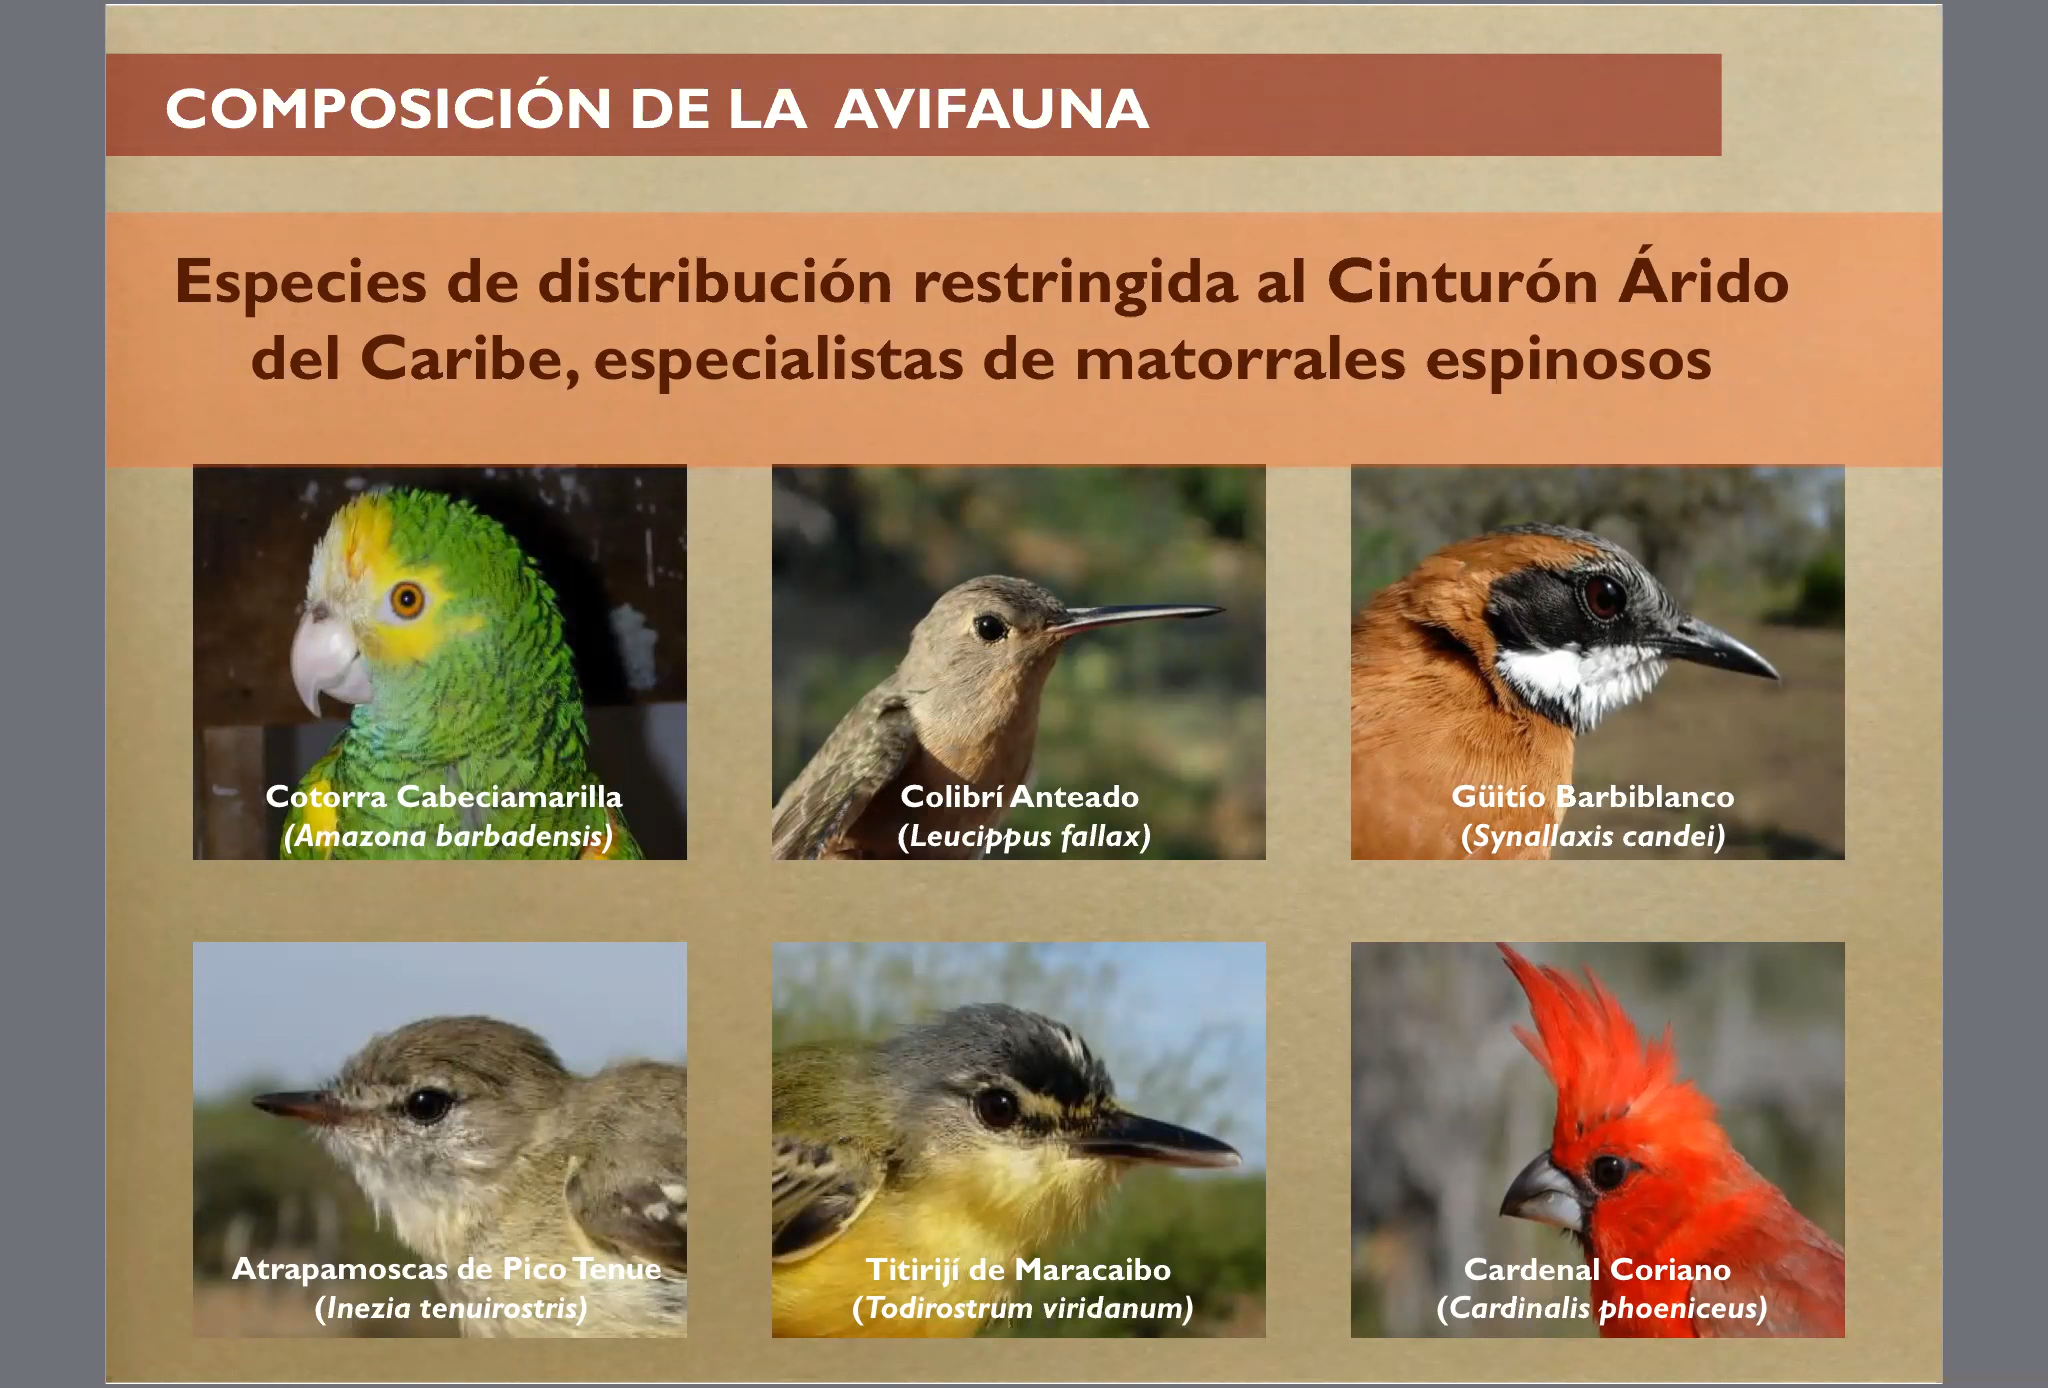 COMPOSICIÓN DE LA AVIFAUNA
Especies de distribución restringida al Cinturón Árido
del Caribe, especialistas de matorrales espinosos
Cotorra Cabeciamarilla
(Amazona barbadensis)
Colibrí Anteado
(Leucippus fallax)
Güitío Barbiblanco
(Synallaxis candei)
Atrapamoscas de Pico Tenue
(Inezia tenuirostris)
Titirijí de Maracaibo
(Todirostrum viridanum)
Cardenal Coriano
(Cardinalis phoeniceus)